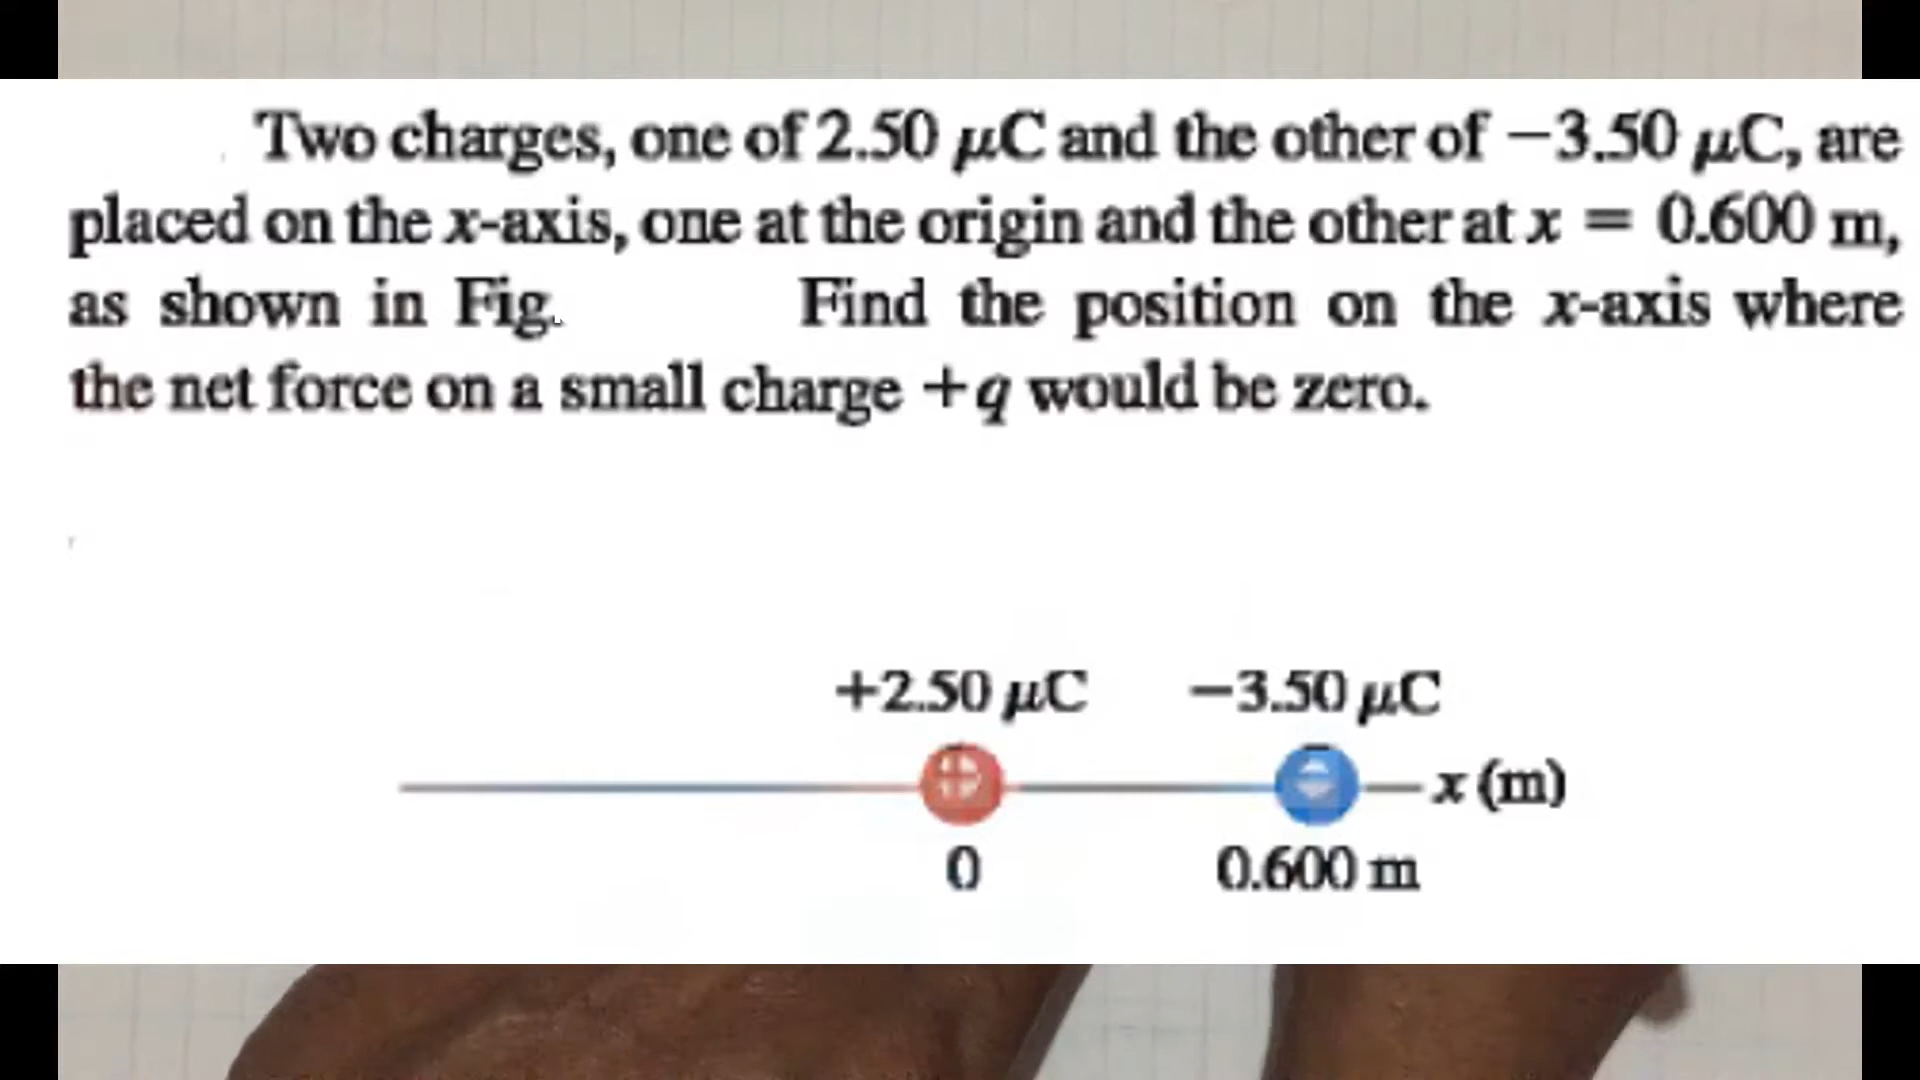 Two charges, one of 2.50 μC and the other of −3.50 μC, are
placed on the x-axis, one at the origin and the other at x = 0.600 m,
as shown in Fig. Find the position on the x-axis where
the net force on a small charge +q would be zero.
+2.50 μC −3.50 μC
x (m)
0 0.600 m